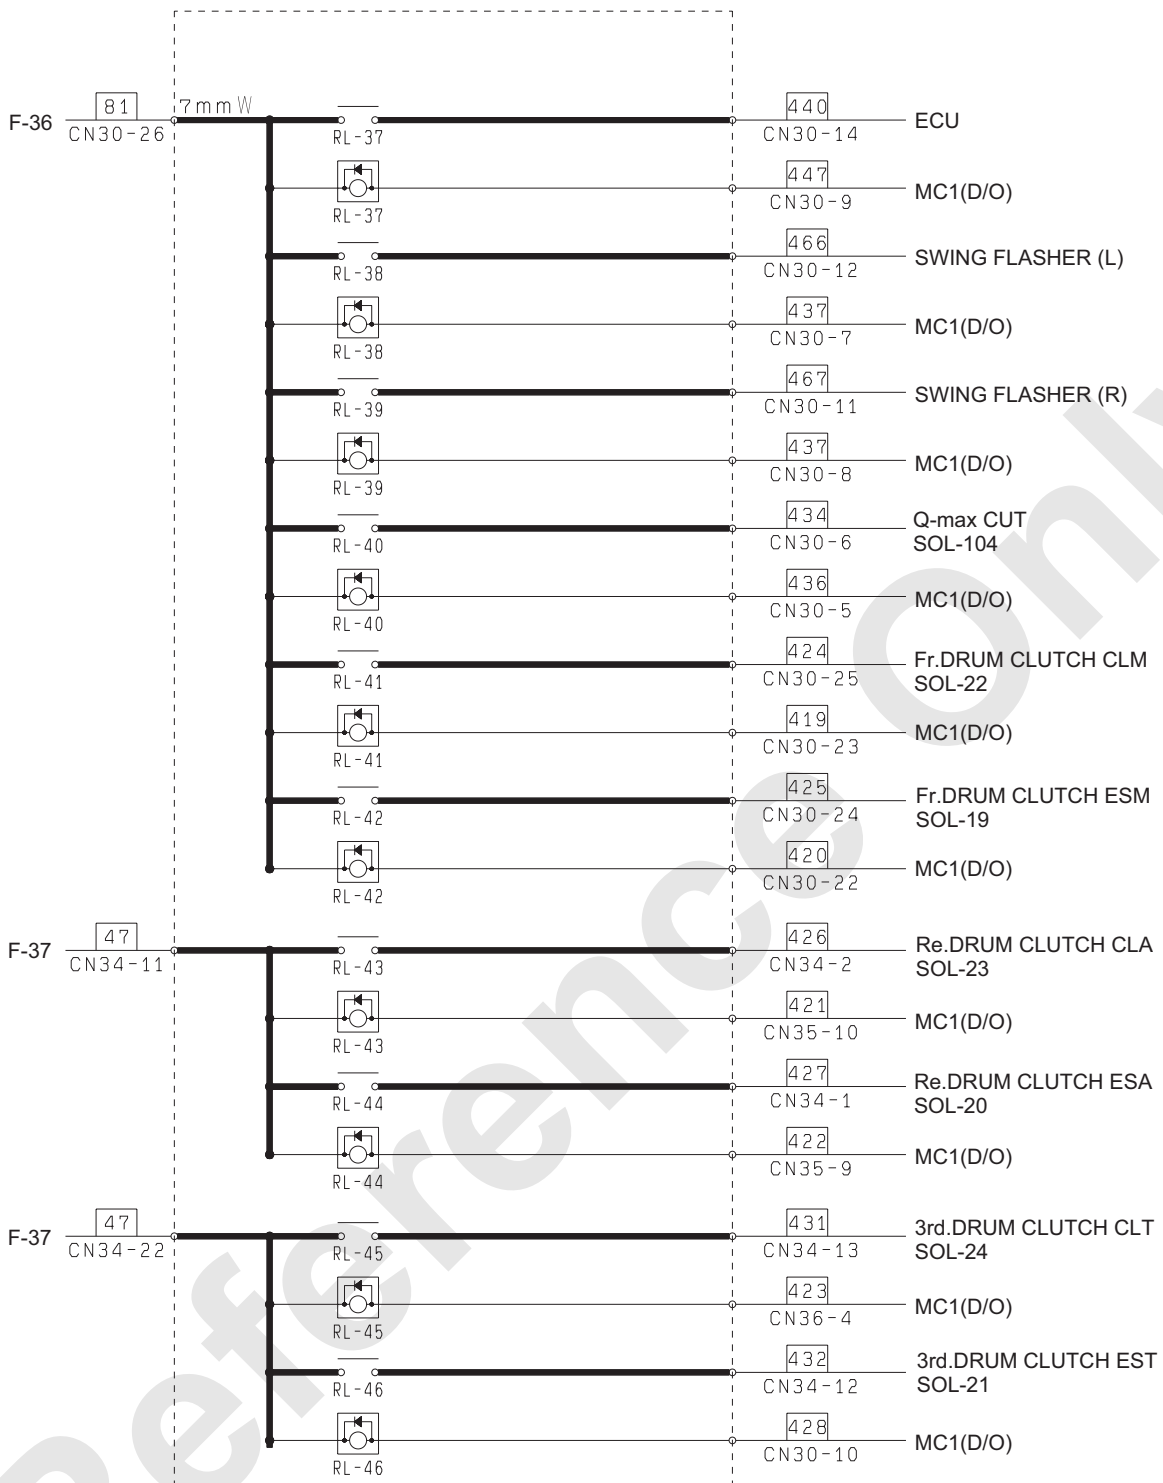 F-36 81 7mmW 440 ECU
CN30-26 RL-37 CN30-14
447 MC1(D/O)
RL-37 CN30-9
466 SWING FLASHER (L)
RL-38 CN30-12
437 MC1(D/O)
RL-38 CN30-7
467 SWING FLASHER (R)
RL-39 CN30-11
437 MC1(D/O)
RL-39 CN30-8
434 Q-max CUT
RL-40 CN30-6 SOL-104
436 MC1(D/O)
RL-40 CN30-5
424 Fr.DRUM CLUTCH CLM
RL-41 CN30-25 SOL-22
419 MC1(D/O)
RL-41 CN30-23
425 Fr.DRUM CLUTCH ESM
RL-42 CN30-24 SOL-19
420 MC1(D/O)
RL-42 CN30-22
F-37 47 426 Re.DRUM CLUTCH CLA
CN34-11 RL-43 CN34-2 SOL-23
421 MC1(D/O)
RL-43 CN35-10
427 Re.DRUM CLUTCH ESA
RL-44 CN34-1 SOL-20
422 MC1(D/O)
RL-44 CN35-9
F-37 47 431 3rd.DRUM CLUTCH CLT
CN34-22 RL-45 CN34-13 SOL-24
423 MC1(D/O)
RL-45 CN36-4
432 3rd.DRUM CLUTCH EST
RL-46 CN34-12 SOL-21
428 MC1(D/O)
RL-46 CN30-10
Reference Only